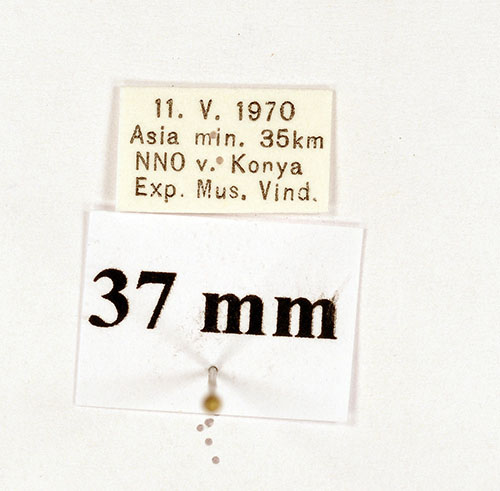 11. V. 1970
Asia min. 35km
NNO v. Konya
Exp. Mus. Vind.
37 mm